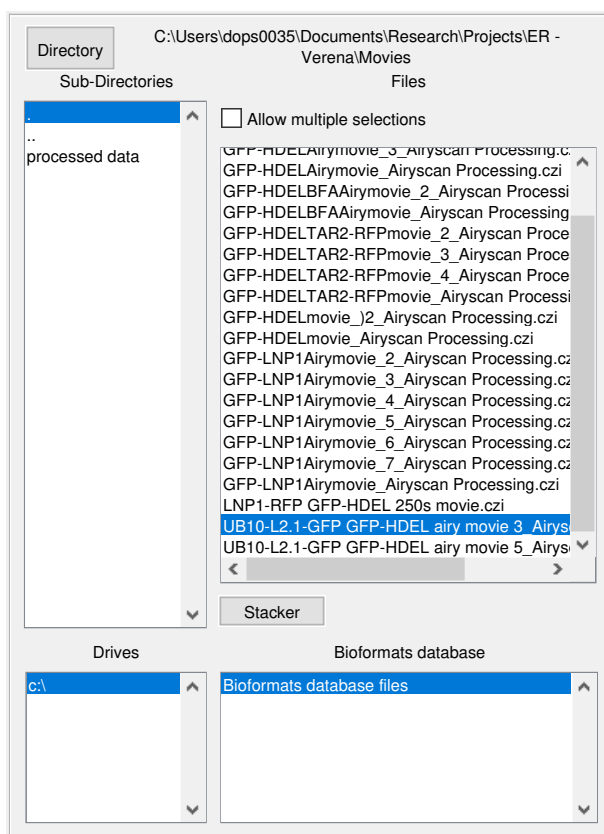 Directory
C:\Users\dops0035\Documents\Research\Projects\ER -
Verena\Movies
Sub-Directories
Files
.
..
processed data
Allow multiple selections
GFP-HDELAirymovie_3_Airyscan Processing.cz
GFP-HDELAirymovie_Airyscan Processing.czi
GFP-HDELBFAAirymovie_2_Airyscan Processi
GFP-HDELBFAAirymovie_Airyscan Processing
GFP-HDELTAR2-RFPmovie_2_Airyscan Proce
GFP-HDELTAR2-RFPmovie_3_Airyscan Proce
GFP-HDELTAR2-RFPmovie_4_Airyscan Proce
GFP-HDELTAR2-RFPmovie_Airyscan Processi
GFP-HDELmovie_)2_Airyscan Processing.czi
GFP-HDELmovie_Airyscan Processing.czi
GFP-LNP1Airymovie_2_Airyscan Processing.cz
GFP-LNP1Airymovie_3_Airyscan Processing.cz
GFP-LNP1Airymovie_4_Airyscan Processing.cz
GFP-LNP1Airymovie_5_Airyscan Processing.cz
GFP-LNP1Airymovie_6_Airyscan Processing.cz
GFP-LNP1Airymovie_7_Airyscan Processing.cz
GFP-LNP1Airymovie_Airyscan Processing.czi
LNP1-RFP GFP-HDEL 250s movie.czi
UB10-L2.1-GFP GFP-HDEL airy movie 3_Airys
UB10-L2.1-GFP GFP-HDEL airy movie 5_Airys
Stacker
Drives
Bioformats database
c:\
Bioformats database files